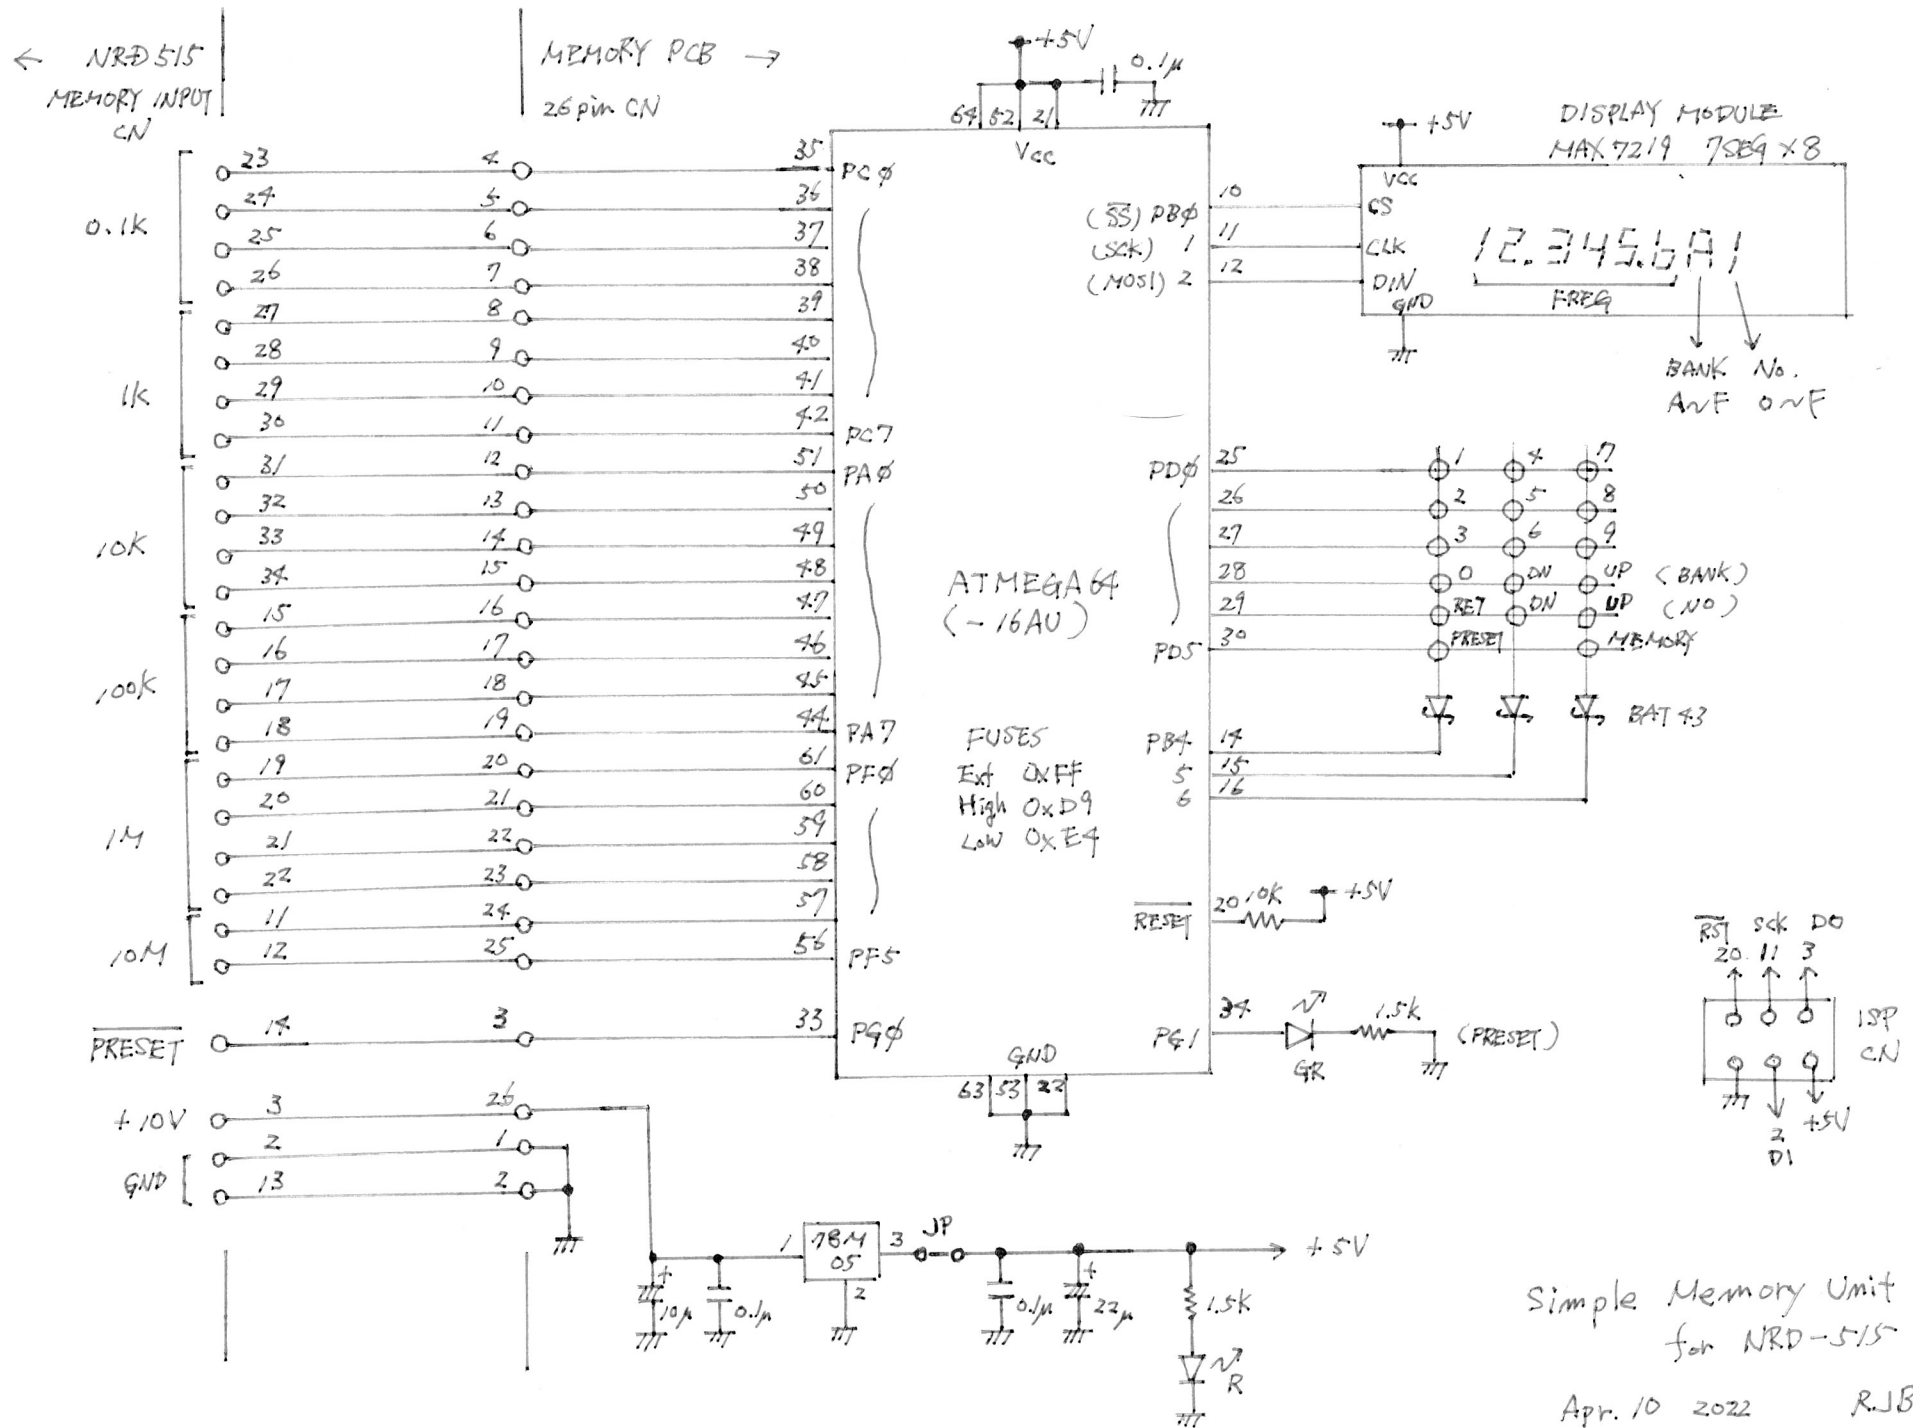 ← NRD515
MEMORY INPUT
CN
MEMORY PCB →
26 pin CN
+5V
0.1μ
64 52 21
Vcc
DISPLAY MODULE
MAX7219 7SEG×8
+5V
VCC
CS
CLK
DIN
GND
12.345.6A1
FREQ
BANK No.
A~F 0~F
(SS) PBØ 10
(SCK) 1 11
(MOSI) 2 12
0.1K
23 4 35 PCØ
24 5 36
25 6 37
26 7 38
1K
27 8 39
28 9 40
29 10 41
30 11 42 PC7
10K
31 12 51 PAØ
32 13 50
33 14 49
34 15 48
100K
15 16 47
16 17 46
17 18 45
18 19 44 PA7
1M
19 20 61 PFØ
20 21 60
21 22 59
22 23 58
10M
11 24 57
12 25 56 PF5
PRESET 14 3 33 PGØ
+10V 3 26
GND
2 1
13 2
ATMEGA64
(-16AU)
FUSES
Ext 0xFF
High 0xD9
Low 0xE4
PDØ 25 1 4 7
26 2 5 8
27 3 6 9
28 0 DN UP (BANK)
29 RET DN UP (NO)
PD5 30 PRESET MEMORY
BAT43
PB4 14
5 15
6 16
RESET 20 10K +5V
PG1 34 GR 1.5K (PRESET)
GND
63 53 22
RST SCK DO
20 11 3
ISP
CN
2 +5V
DI
1 78M 3 JP
05
2
+ 10μ 0.1μ
0.1μ + 22μ
1.5K
R
+5V
Simple Memory Unit
for NRD-515
Apr. 10 2022 RJB